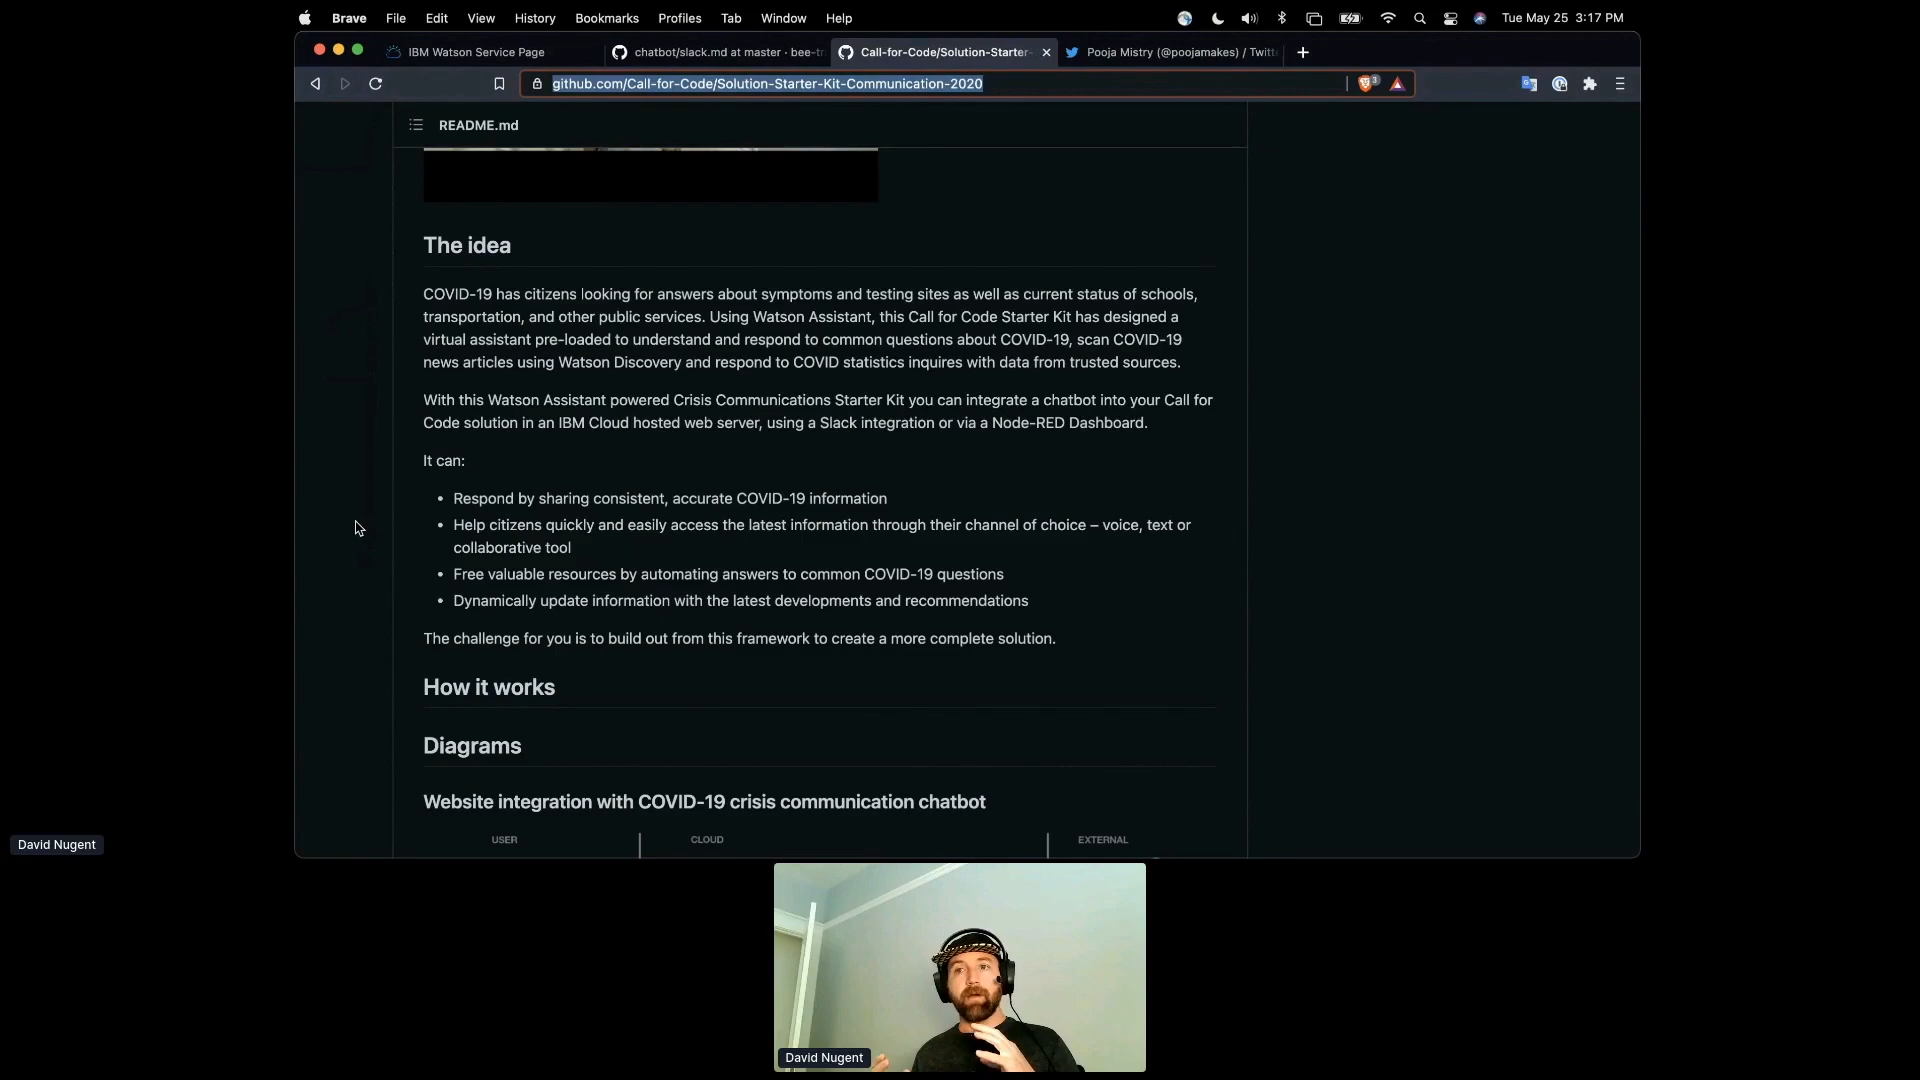 Brave File Edit View History Bookmarks Profiles Tab Window Help Tue May 25 3:17 PM
IBM Watson Service Page chatbot/slack.md at master · bee-tr Call-for-Code/Solution-Starter- Pooja Mistry (@poojamakes) / Twitt
github.com/Call-for-Code/Solution-Starter-Kit-Communication-2020 3
README.md
The idea
COVID-19 has citizens looking for answers about symptoms and testing sites as well as current status of schools,
transportation, and other public services. Using Watson Assistant, this Call for Code Starter Kit has designed a
virtual assistant pre-loaded to understand and respond to common questions about COVID-19, scan COVID-19
news articles using Watson Discovery and respond to COVID statistics inquires with data from trusted sources.
With this Watson Assistant powered Crisis Communications Starter Kit you can integrate a chatbot into your Call for
Code solution in an IBM Cloud hosted web server, using a Slack integration or via a Node-RED Dashboard.
It can:
• Respond by sharing consistent, accurate COVID-19 information
• Help citizens quickly and easily access the latest information through their channel of choice – voice, text or
collaborative tool
• Free valuable resources by automating answers to common COVID-19 questions
• Dynamically update information with the latest developments and recommendations
The challenge for you is to build out from this framework to create a more complete solution.
How it works
Diagrams
Website integration with COVID-19 crisis communication chatbot
USER CLOUD EXTERNAL
David Nugent
David Nugent